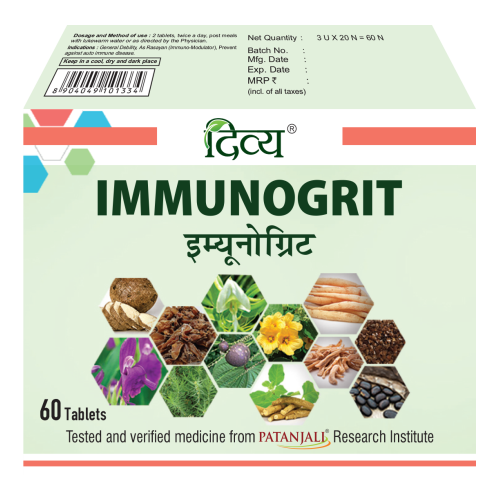 Dosage and Method of use : 2 tablets, twice a day, post meals
with lukewarm water or as directed by the Physician.
Indications : General Debility, As Rasayan (Immuno-Modulator), Prevent
against auto immune disease.
Keep in a cool, dry and dark place
8 904049 101334
Net Quantity : 3 U X 20 N = 60 N
Batch No. :
Mfg. Date :
Exp. Date :
MRP ₹ :
(incl. of all taxes)
दिव्य®
IMMUNOGRIT
इम्यूनोग्रिट
60 Tablets
Tested and verified medicine from PATANJALI® Research Institute